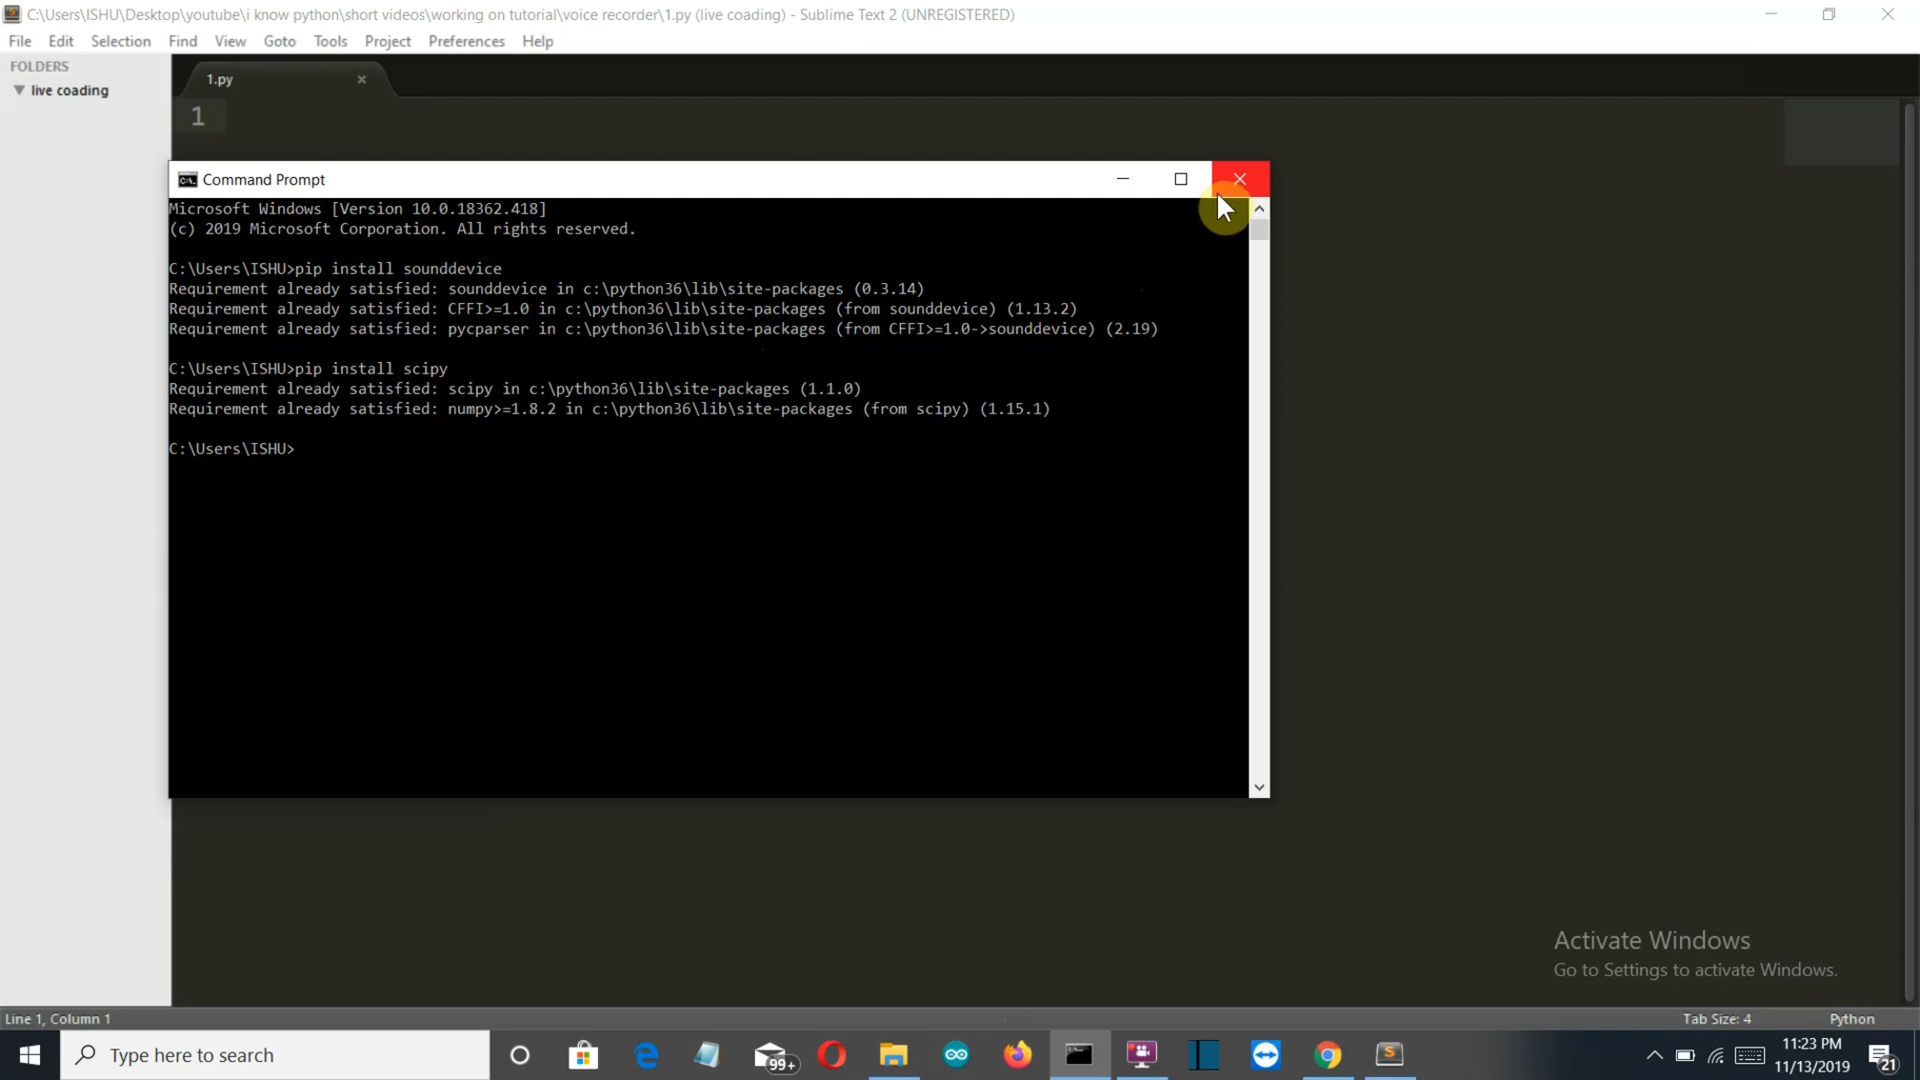 C:\Users\ISHU\Desktop\youtube\i know python\short videos\working on tutorial\voice recorder\1.py (live coading) - Sublime Text 2 (UNREGISTERED)
File Edit Selection Find View Goto Tools Project Preferences Help
FOLDERS
live coading
1.py
1
Command Prompt
Microsoft Windows [Version 10.0.18362.418]
(c) 2019 Microsoft Corporation. All rights reserved.
C:\Users\ISHU>pip install sounddevice
Requirement already satisfied: sounddevice in c:\python36\lib\site-packages (0.3.14)
Requirement already satisfied: CFFI>=1.0 in c:\python36\lib\site-packages (from sounddevice) (1.13.2)
Requirement already satisfied: pycparser in c:\python36\lib\site-packages (from CFFI>=1.0->sounddevice) (2.19)
C:\Users\ISHU>pip install scipy
Requirement already satisfied: scipy in c:\python36\lib\site-packages (1.1.0)
Requirement already satisfied: numpy>=1.8.2 in c:\python36\lib\site-packages (from scipy) (1.15.1)
C:\Users\ISHU>
Activate Windows
Go to Settings to activate Windows.
Line 1, Column 1
Tab Size: 4
Python
Type here to search
99+
11:23 PM
11/13/2019
21